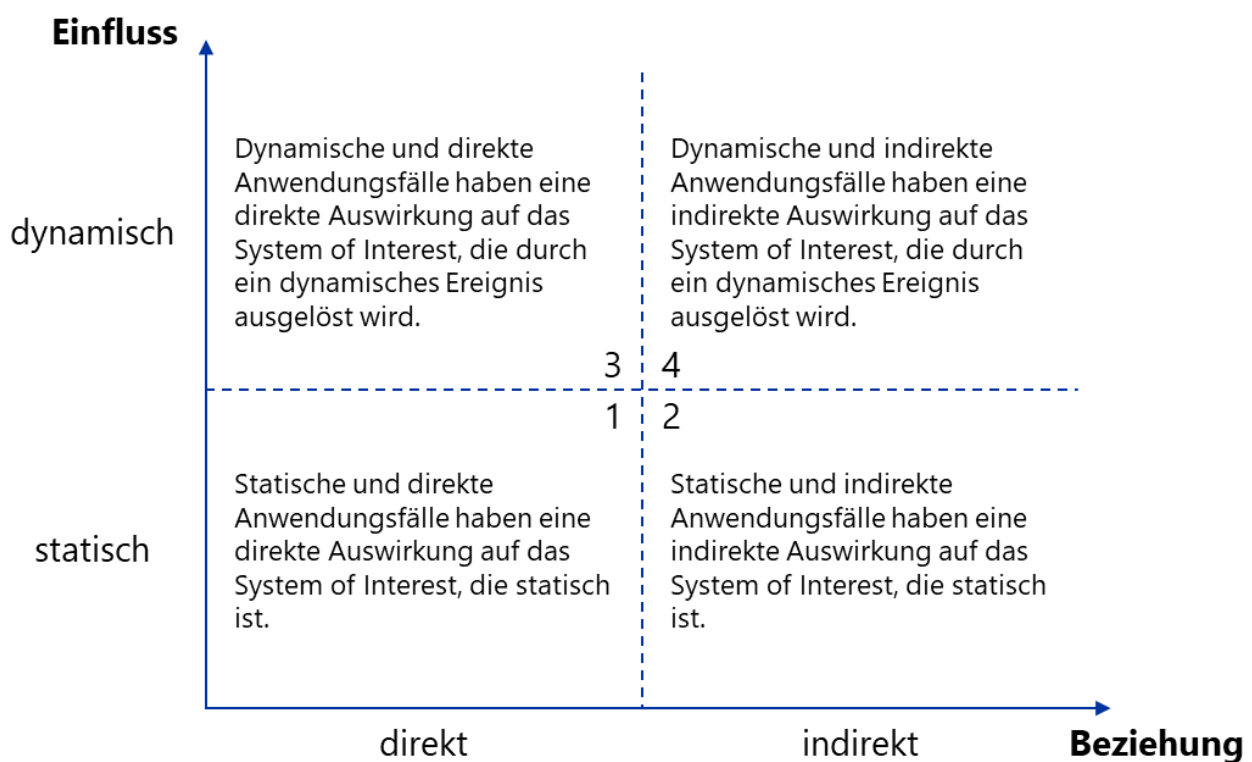 Einfluss
dynamisch
Dynamische und direkte
Anwendungsfälle haben eine
direkte Auswirkung auf das
System of Interest, die durch
ein dynamisches Ereignis
ausgelöst wird.
3
Dynamische und indirekte
Anwendungsfälle haben eine
indirekte Auswirkung auf das
System of Interest, die durch
ein dynamisches Ereignis
ausgelöst wird.
4
statisch
1
Statische und direkte
Anwendungsfälle haben eine
direkte Auswirkung auf das
System of Interest, die statisch
ist.
2
Statische und indirekte
Anwendungsfälle haben eine
indirekte Auswirkung auf das
System of Interest, die statisch
ist.
direkt
indirekt
Beziehung